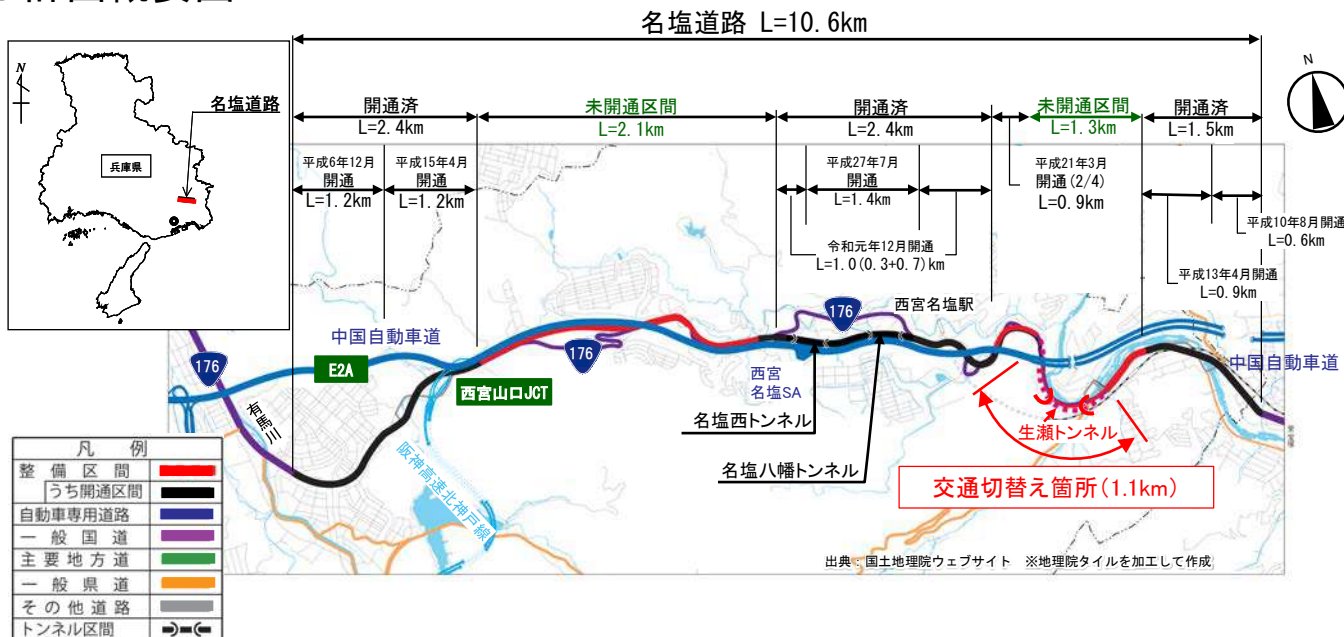 名塩道路 L=10.6km
N
名塩道路
兵庫県
N
開通済
L=2.4km
未開通区間
L=2.1km
開通済
L=2.4km
未開通区間
L=1.3km
開通済
L=1.5km
平成6年12月
開通
L=1.2km
平成15年4月
開通
L=1.2km
平成27年7月
開通
L=1.4km
令和元年12月開通
L=1.0(0.3+0.7)km
平成21年3月
開通(2/4)
L=0.9km
平成10年8月開通
L=0.6km
平成13年4月開通
L=0.9km
176
西宮名塩駅
中国自動車道
176
176
E2A
西宮山口JCT
西宮
名塩SA
中国自動車道
有馬川
名塩西トンネル
名塩八幡トンネル
生瀬トンネル
阪神高速北神戸線
交通切替え箇所(1.1km)
出典:国土地理院ウェブサイト ※地理院タイルを加工して作成
凡 例
整備区間
うち開通区間
自動車専用道路
一般国道
主要地方道
一般県道
その他道路
トンネル区間